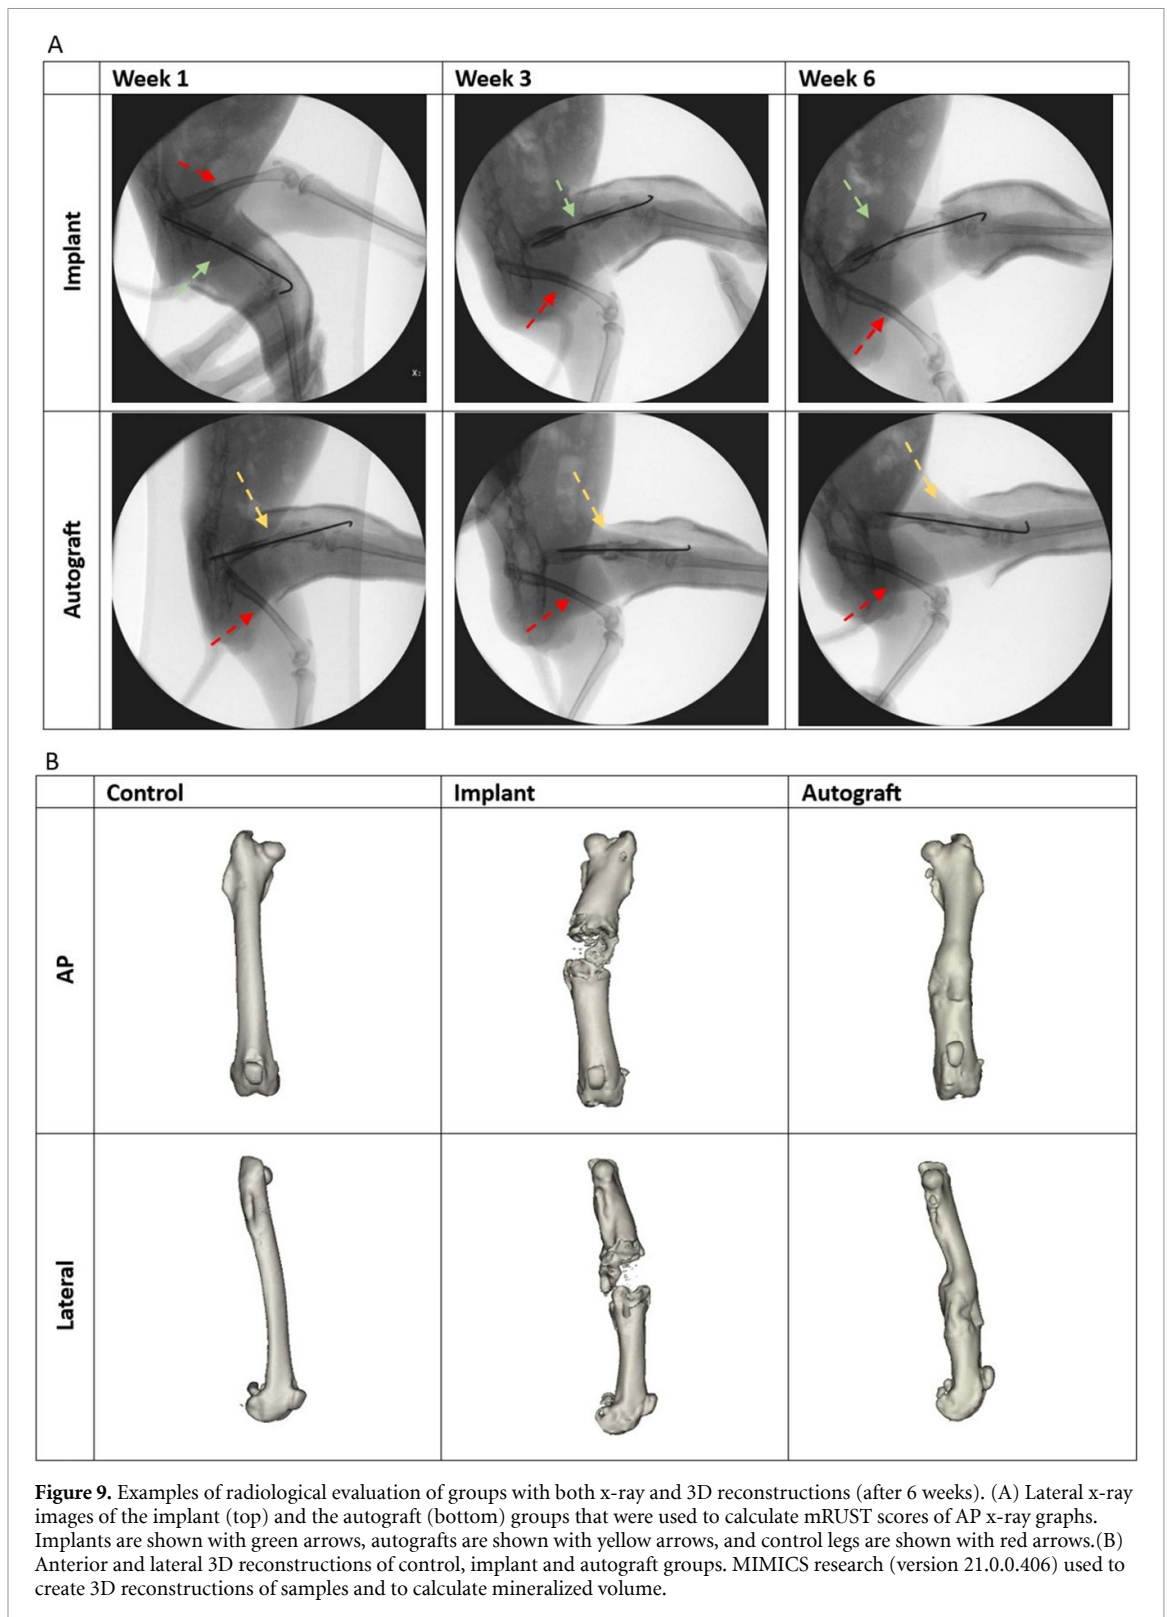 A
Week 1
Week 3
Week 6
Implant
X:
Autograft
B
Control
Implant
Autograft
AP
Lateral
Figure 9. Examples of radiological evaluation of groups with both x-ray and 3D reconstructions (after 6 weeks). (A) Lateral x-ray
images of the implant (top) and the autograft (bottom) groups that were used to calculate mRUST scores of AP x-ray graphs.
Implants are shown with green arrows, autografts are shown with yellow arrows, and control legs are shown with red arrows.(B)
Anterior and lateral 3D reconstructions of control, implant and autograft groups. MIMICS research (version 21.0.0.406) used to
create 3D reconstructions of samples and to calculate mineralized volume.